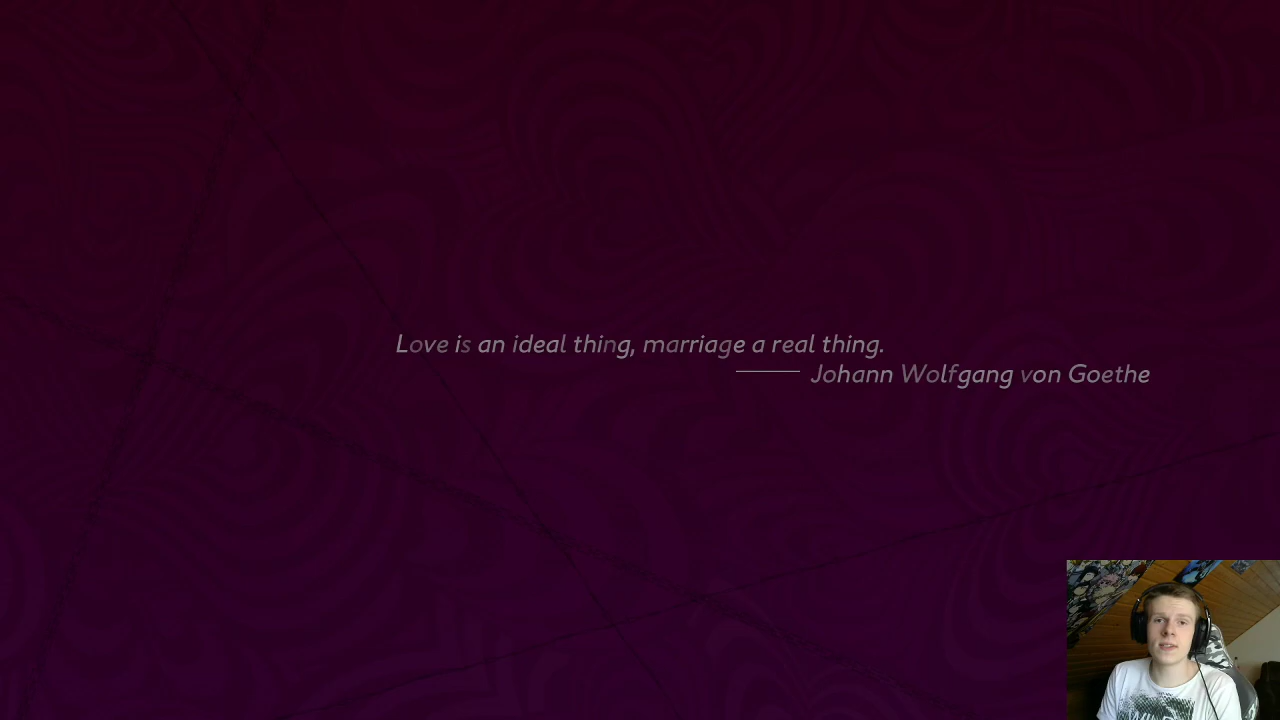 Love is an ideal thing, marriage a real thing.
Johann Wolfgang von Goethe